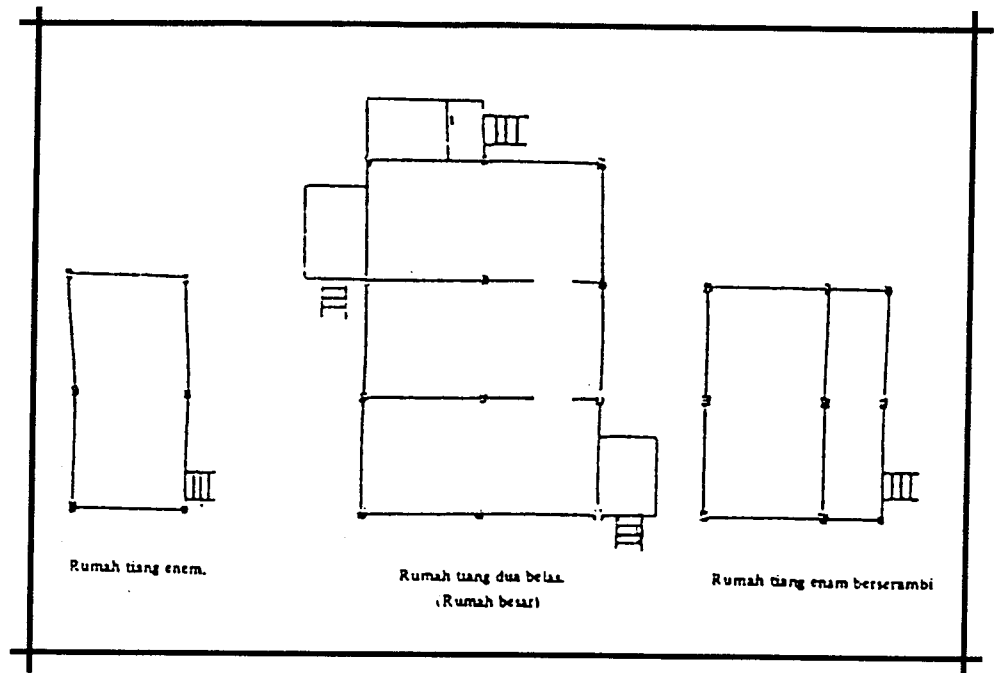 Rumah tiang enem.
Rumah tiang dua belas.
(Rumah besar)
Rumah tiang enam berserambi